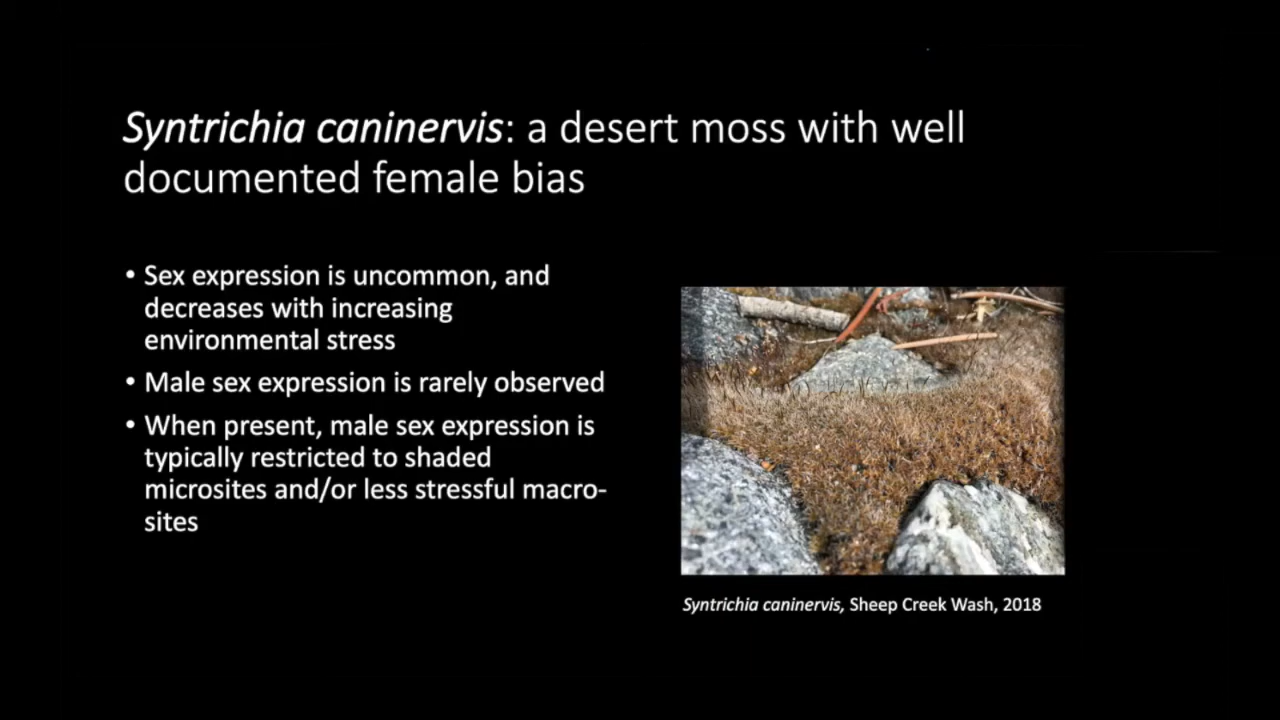 Syntrichia caninervis: a desert moss with well
documented female bias
• Sex expression is uncommon, and
decreases with increasing
environmental stress
• Male sex expression is rarely observed
• When present, male sex expression is
typically restricted to shaded
microsites and/or less stressful macro-
sites
Syntrichia caninervis, Sheep Creek Wash, 2018